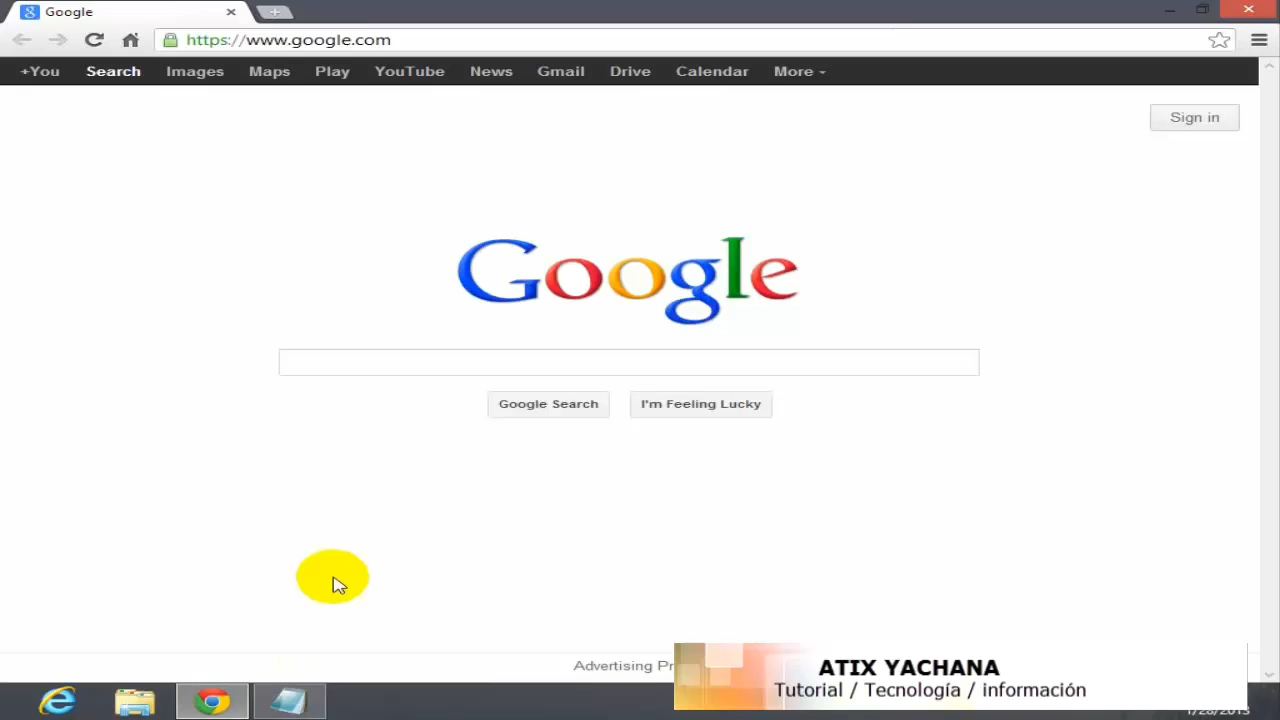 Google
https://www.google.com
+You Search Images Maps Play YouTube News Gmail Drive Calendar More
Sign in
Google
Google Search I'm Feeling Lucky
Advertising
ATIX YACHANA
Tutorial / Tecnología / información